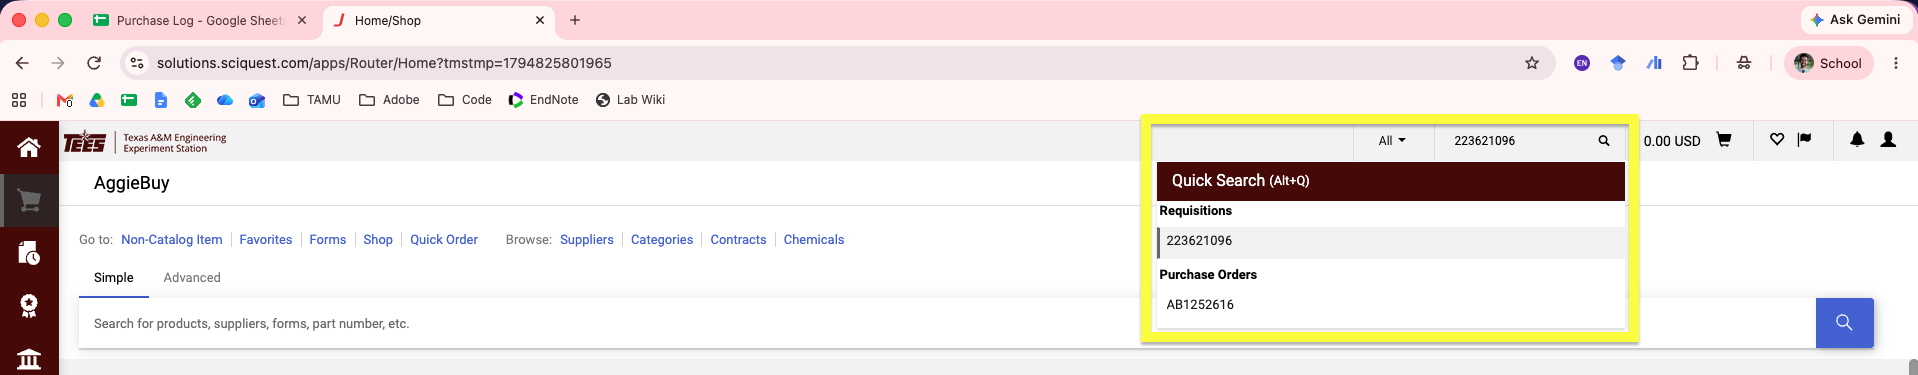 Purchase Log - Google Sheets
Home/Shop
Ask Gemini
solutions.sciquest.com/apps/Router/Home?tmstmp=1794825801965
EN
School
TAMU
Adobe
Code
EndNote
Lab Wiki
TEES
Texas A&M Engineering
Experiment Station
All
223621096
0.00 USD
AggieBuy
Quick Search (Alt+Q)
Requisitions
223621096
Purchase Orders
AB1252616
Go to: Non-Catalog Item Favorites Forms Shop Quick Order Browse: Suppliers Categories Contracts Chemicals
Simple Advanced
Search for products, suppliers, forms, part number, etc.